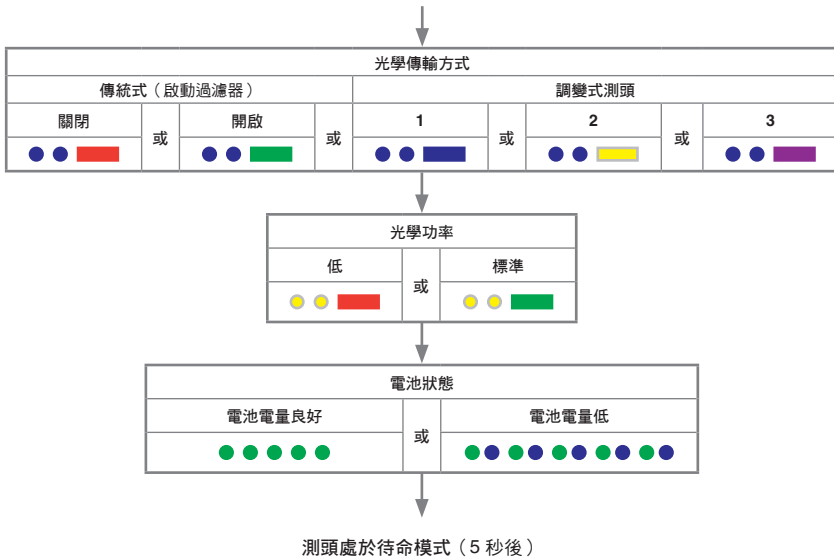 光學傳輸方式
傳統式（啟動過濾器） 調變式測頭
關閉 或 開啟 或 1 或 2 或 3
光學功率
低 或 標準
電池狀態
電池電量良好 或 電池電量低
測頭處於待命模式（5 秒後）